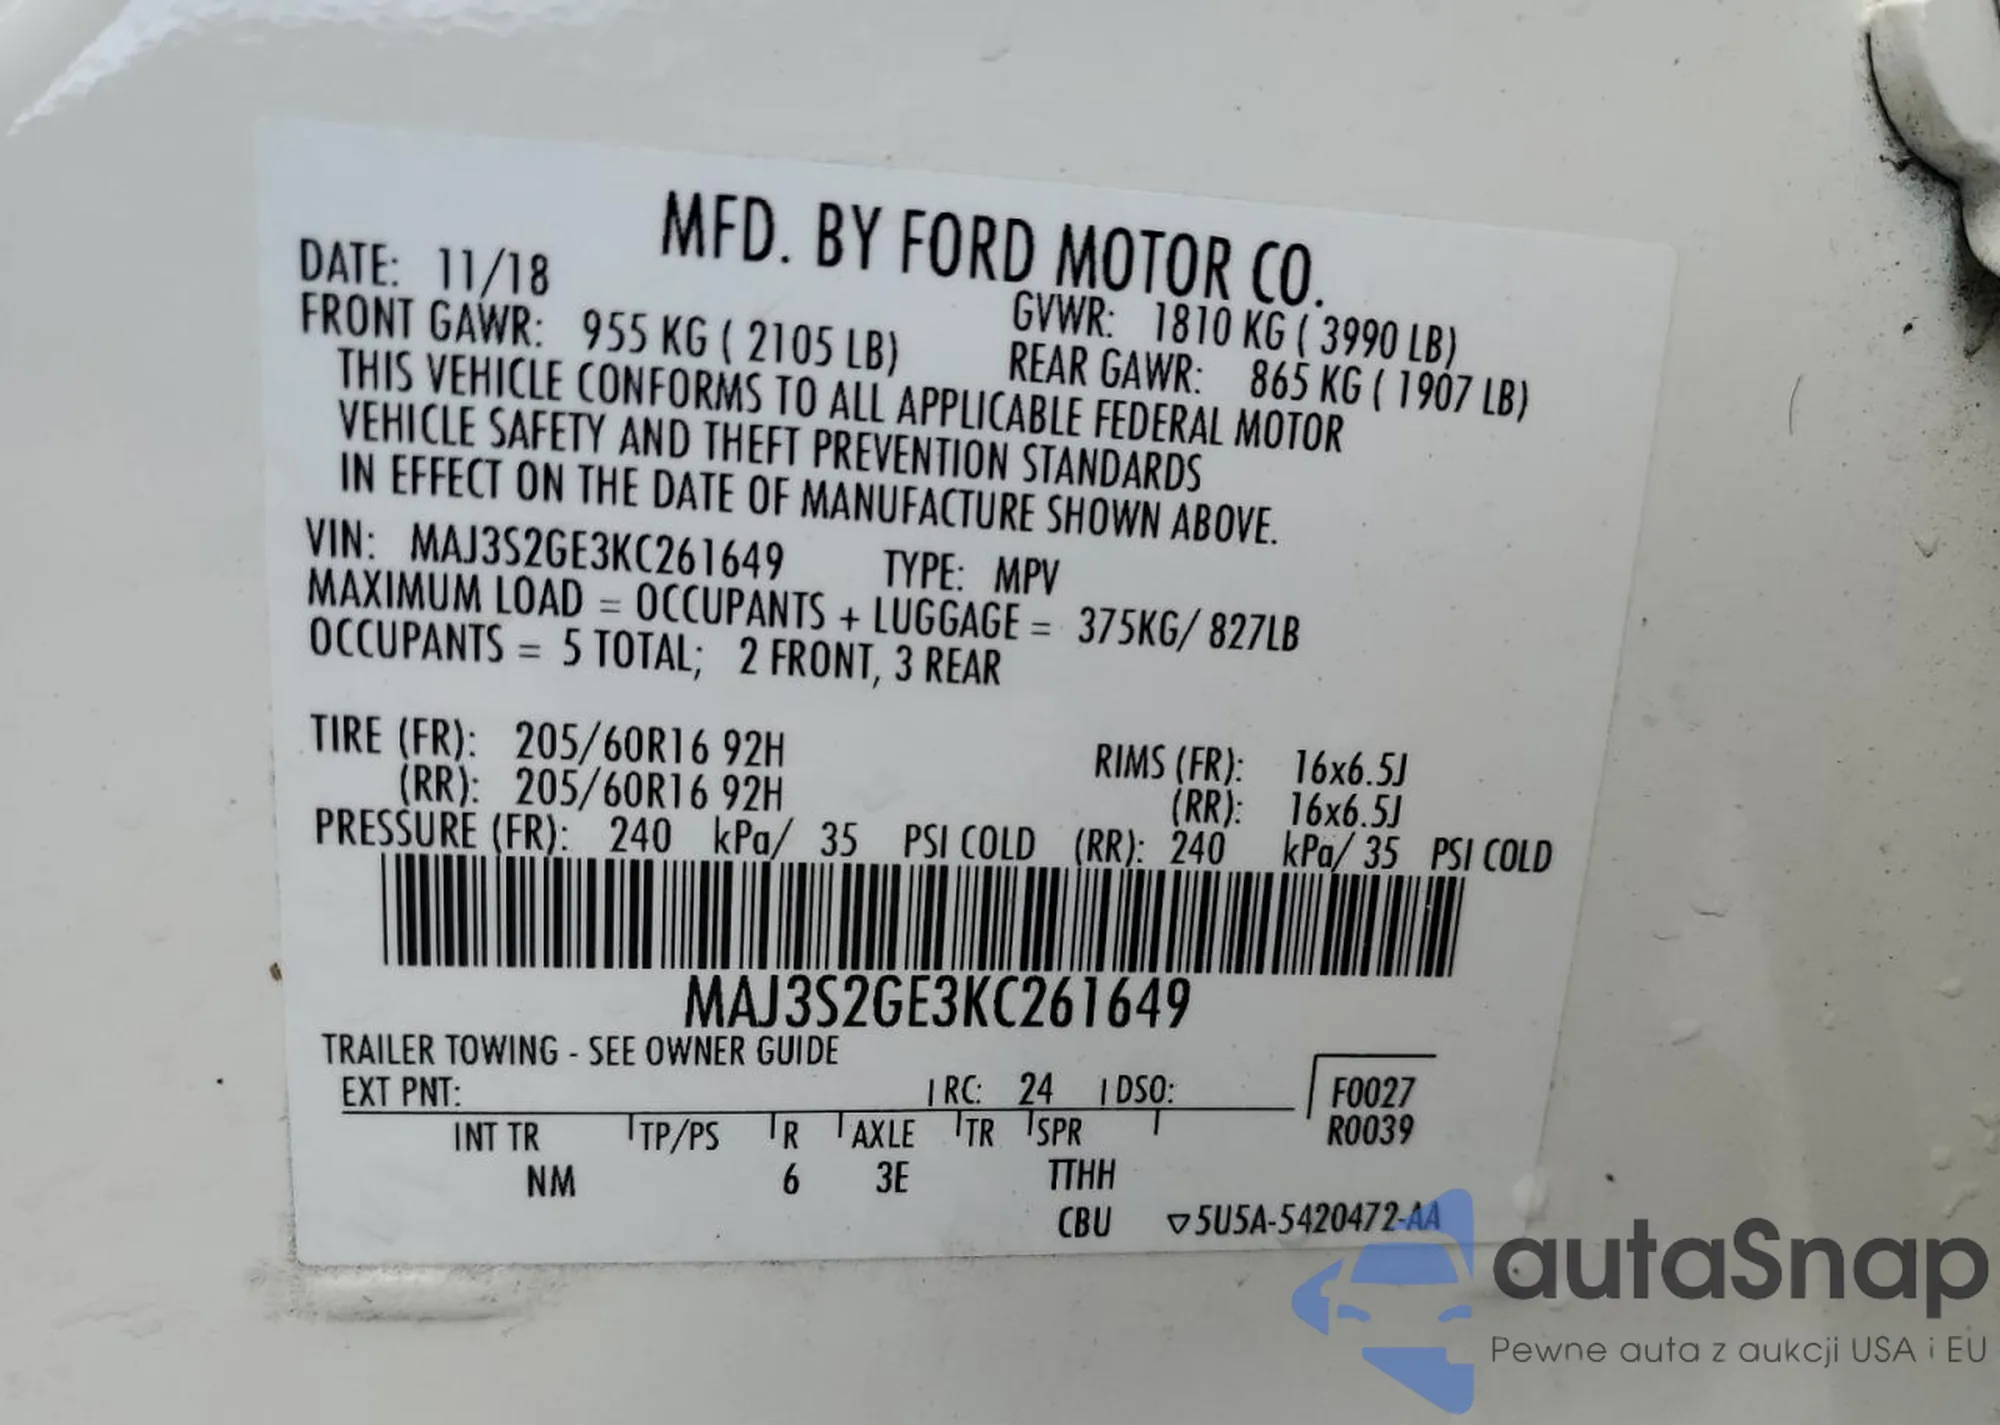 MFD. BY FORD MOTOR CO.
DATE: 11/18
GVWR: 1810 KG ( 3990 LB)
FRONT GAWR: 955 KG ( 2105 LB)
REAR GAWR: 865 KG ( 1907 LB)
THIS VEHICLE CONFORMS TO ALL APPLICABLE FEDERAL MOTOR
VEHICLE SAFETY AND THEFT PREVENTION STANDARDS
IN EFFECT ON THE DATE OF MANUFACTURE SHOWN ABOVE.
VIN: MAJ3S2GE3KC261649 TYPE: MPV
MAXIMUM LOAD = OCCUPANTS + LUGGAGE = 375KG/ 827LB
OCCUPANTS = 5 TOTAL; 2 FRONT, 3 REAR
TIRE (FR): 205/60R16 92H RIMS (FR): 16x6.5J
(RR): 205/60R16 92H (RR): 16x6.5J
PRESSURE (FR): 240 kPa/ 35 PSI COLD (RR): 240 kPa/ 35 PSI COLD
MAJ3S2GE3KC261649
TRAILER TOWING - SEE OWNER GUIDE
EXT PNT: RC: 24 DSO: F0027
INT TR TP/PS R AXLE TR SPR R0039
NM 6 3E TTHH
CBU ▽5U5A-5420472-AA
autaSnap
Pewne auta z aukcji USA i EU